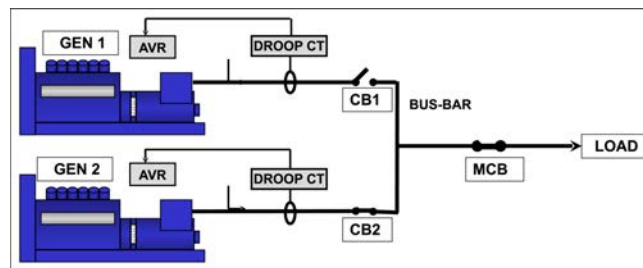 GEN 1
AVR
DROOP CT
CB1
BUS-BAR
GEN 2
AVR
DROOP CT
CB2
MCB
LOAD